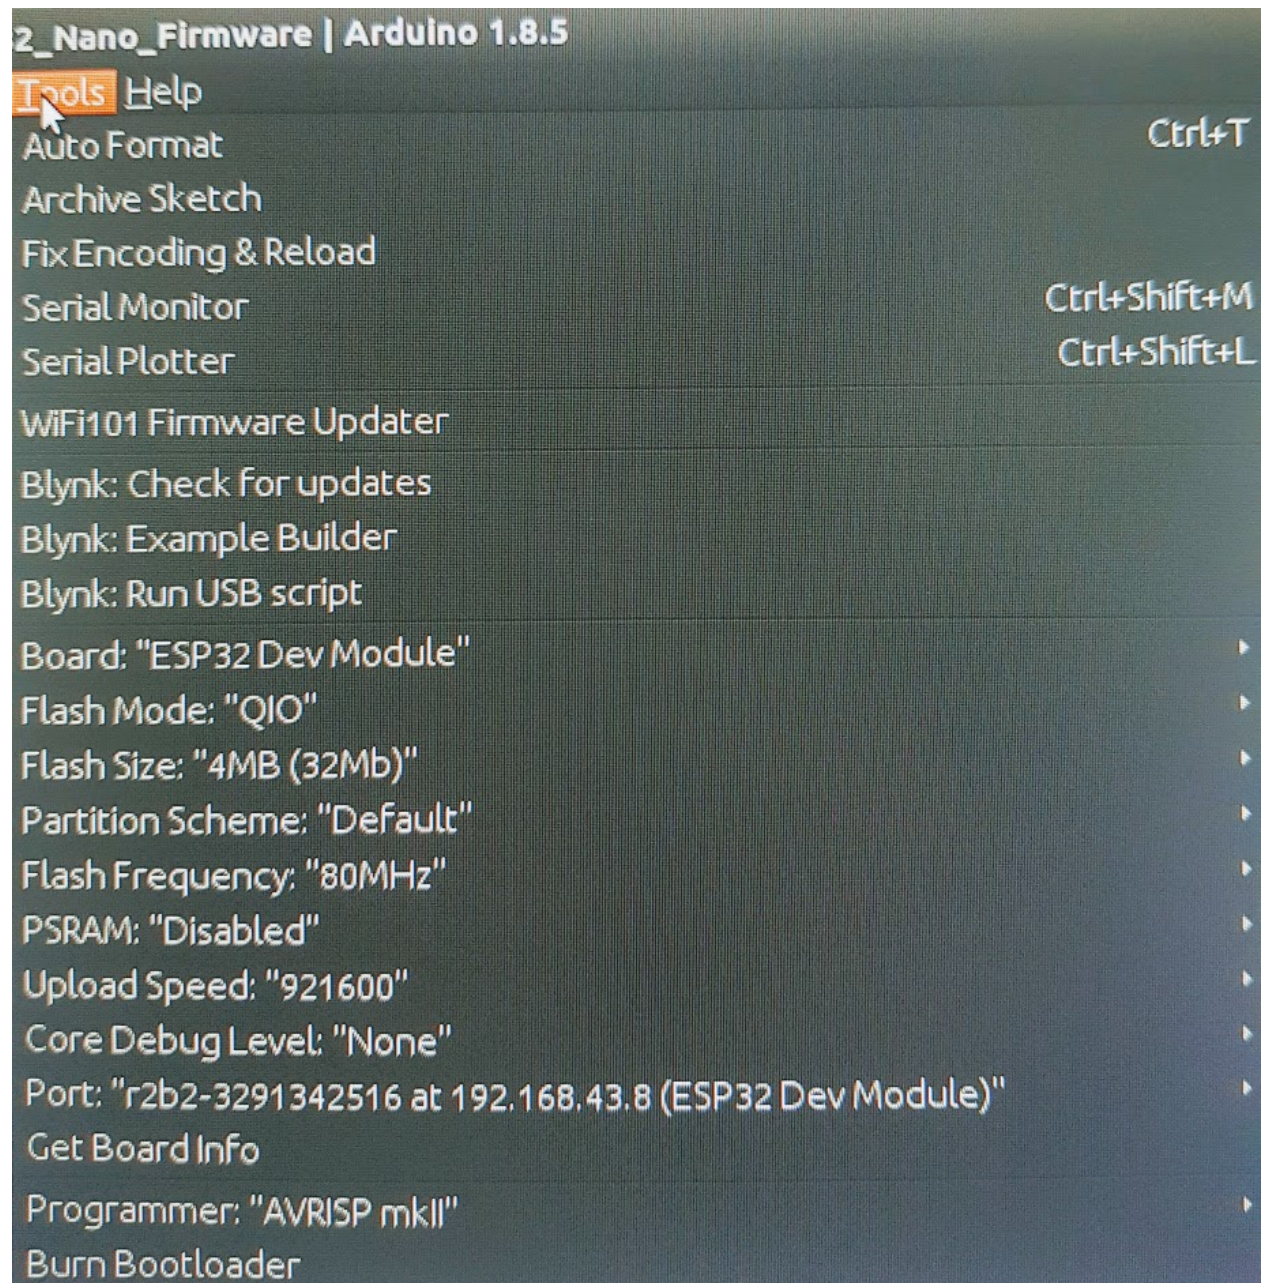 2_Nano_Firmware | Arduino 1.8.5
Tools Help
Auto Format Ctrl+T
Archive Sketch
Fix Encoding & Reload
Serial Monitor Ctrl+Shift+M
Serial Plotter Ctrl+Shift+L
WiFi101 Firmware Updater
Blynk: Check for updates
Blynk: Example Builder
Blynk: Run USB script
Board: "ESP32 Dev Module"
Flash Mode: "QIO"
Flash Size: "4MB (32Mb)"
Partition Scheme: "Default"
Flash Frequency: "80MHz"
PSRAM: "Disabled"
Upload Speed: "921600"
Core Debug Level: "None"
Port: "r2b2-3291342516 at 192.168.43.8 (ESP32 Dev Module)"
Get Board Info
Programmer: "AVRISP mkII"
Burn Bootloader